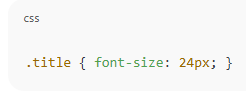 css
.title { font-size: 24px; }